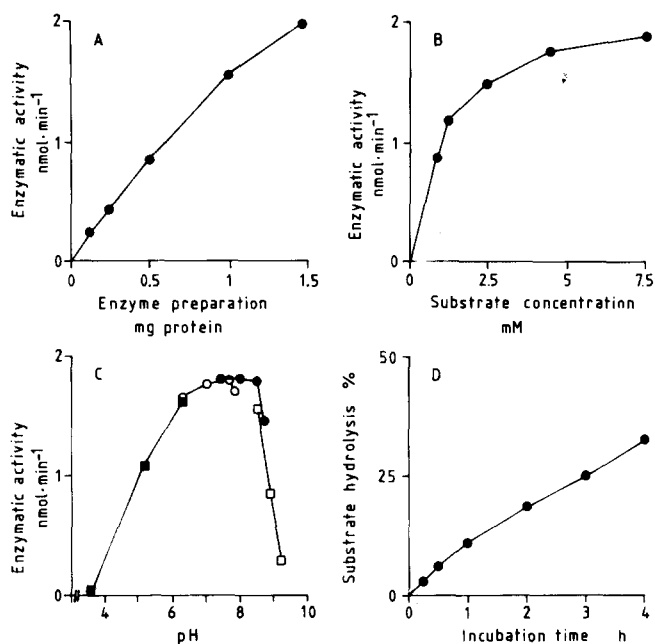 A
Enzymatic activity
nmol·min⁻¹
2
1
0
0
0.5
1
1.5
Enzyme preparation
mg protein
B
Enzymatic activity
nmol·min⁻¹
2
1
0
0
2.5
5
7.5
Substrate concentration
mM
C
Enzymatic activity
nmol·min⁻¹
2
1
0
4
6
8
10
pH
D
Substrate hydrolysis %
50
25
0
0
1
2
3
4
Incubation time h